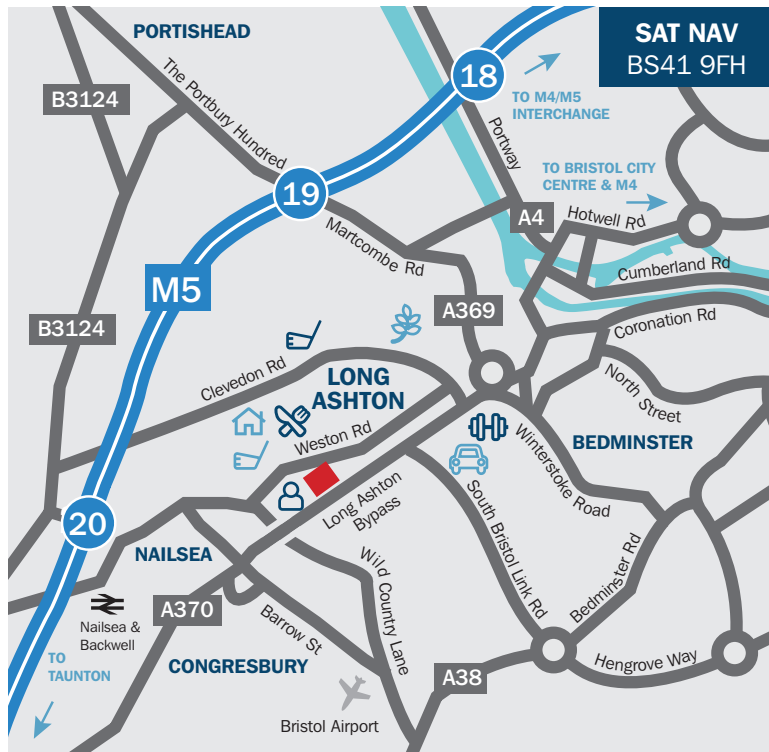 PORTISHEAD
SAT NAV
BS41 9FH
B3124
The Portbury Hundred
18
TO M4/M5
INTERCHANGE
Portway
19
TO BRISTOL CITY
CENTRE & M4
A4
Hotwell Rd
Martcombe Rd
Cumberland Rd
M5
A369
B3124
Coronation Rd
Clevedon Rd
LONG
ASHTON
North Street
Weston Rd
BEDMINSTER
Winterstoke Road
Long Ashton
Bypass
20
South Bristol Link Rd
NAILSEA
Wild Country Lane
Bedminster Rd
A370
Nailsea &
Backwell
Barrow St
TO
TAUNTON
CONGRESBURY
Hengrove Way
A38
Bristol Airport